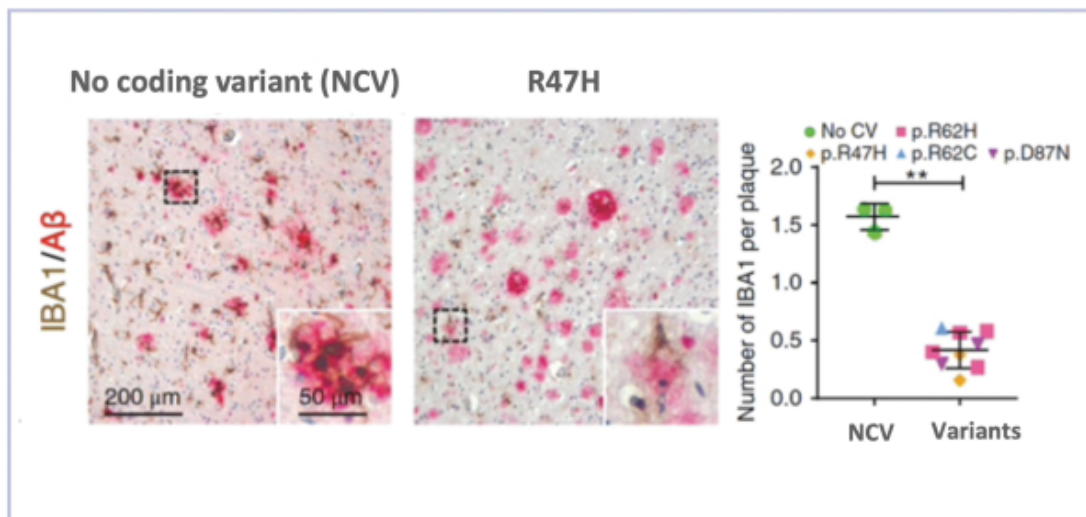 No coding variant (NCV)
R47H
IBA1/Aβ
200 μm
50 μm
No CV p.R62H
p.R47H p.R62C p.D87N
**
Number of IBA1 per plaque
2.0
1.5
1.0
0.5
0.0
NCV
Variants